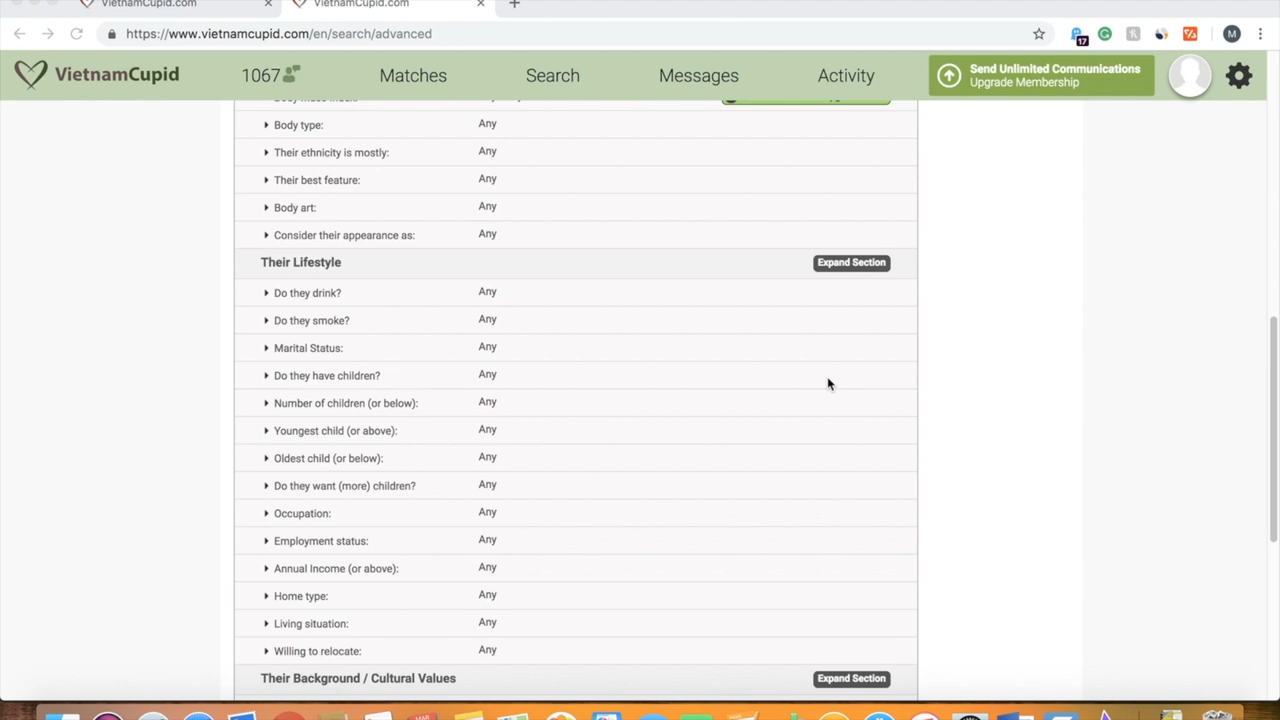 VietnamCupid.com
VietnamCupid.com
https://www.vietnamcupid.com/en/search/advanced
17
M
VietnamCupid
1067
Matches
Search
Messages
Activity
Send Unlimited Communications
Upgrade Membership
Body type: Any
Their ethnicity is mostly: Any
Their best feature: Any
Body art: Any
Consider their appearance as: Any
Their Lifestyle Expand Section
Do they drink? Any
Do they smoke? Any
Marital Status: Any
Do they have children? Any
Number of children (or below): Any
Youngest child (or above): Any
Oldest child (or below): Any
Do they want (more) children? Any
Occupation: Any
Employment status: Any
Annual Income (or above): Any
Home type: Any
Living situation: Any
Willing to relocate: Any
Their Background / Cultural Values Expand Section
MAR